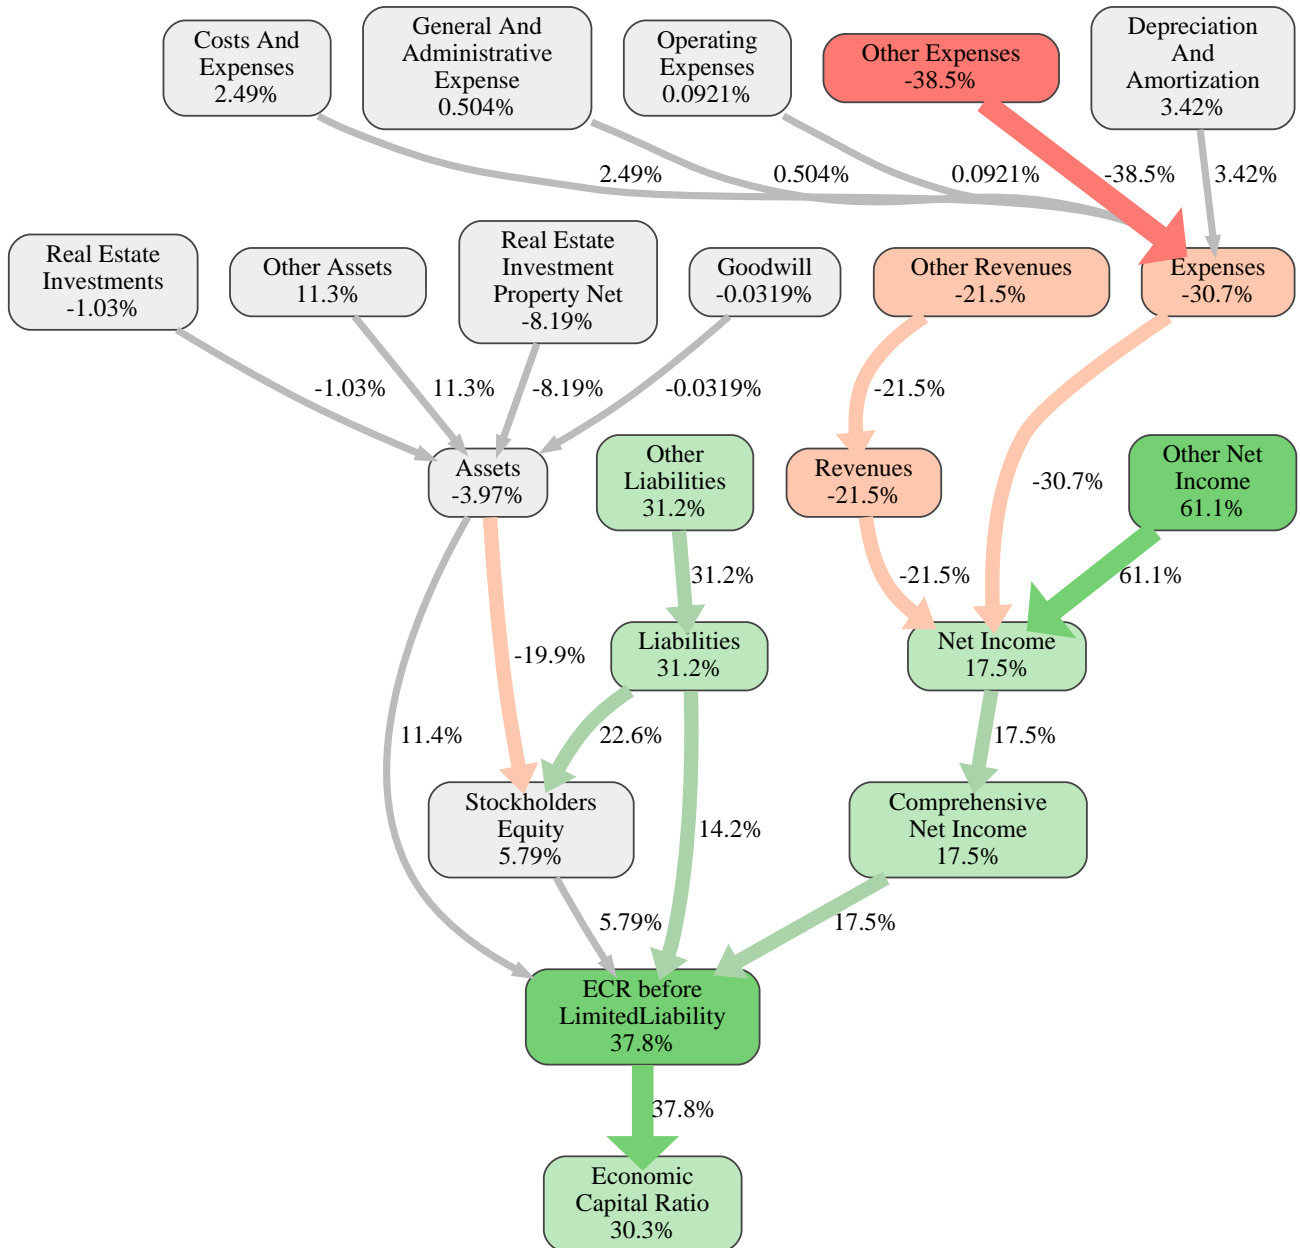 Costs And
Expenses
2.49%
General And
Administrative
Expense
0.504%
Operating
Expenses
0.0921%
Other Expenses
-38.5%
Depreciation
And
Amortization
3.42%
2.49%
0.504%
0.0921%
-38.5%
3.42%
Real Estate
Investments
-1.03%
Other Assets
11.3%
Real Estate
Investment
Property Net
-8.19%
Goodwill
-0.0319%
Other Revenues
-21.5%
Expenses
-30.7%
-1.03%
11.3%
-8.19%
-0.0319%
-21.5%
-30.7%
Assets
-3.97%
Other
Liabilities
31.2%
Revenues
-21.5%
Other Net
Income
61.1%
31.2%
-21.5%
61.1%
-19.9%
Liabilities
31.2%
Net Income
17.5%
11.4%
22.6%
17.5%
Stockholders
Equity
5.79%
14.2%
Comprehensive
Net Income
17.5%
5.79%
17.5%
ECR before
LimitedLiability
37.8%
37.8%
Economic
Capital Ratio
30.3%